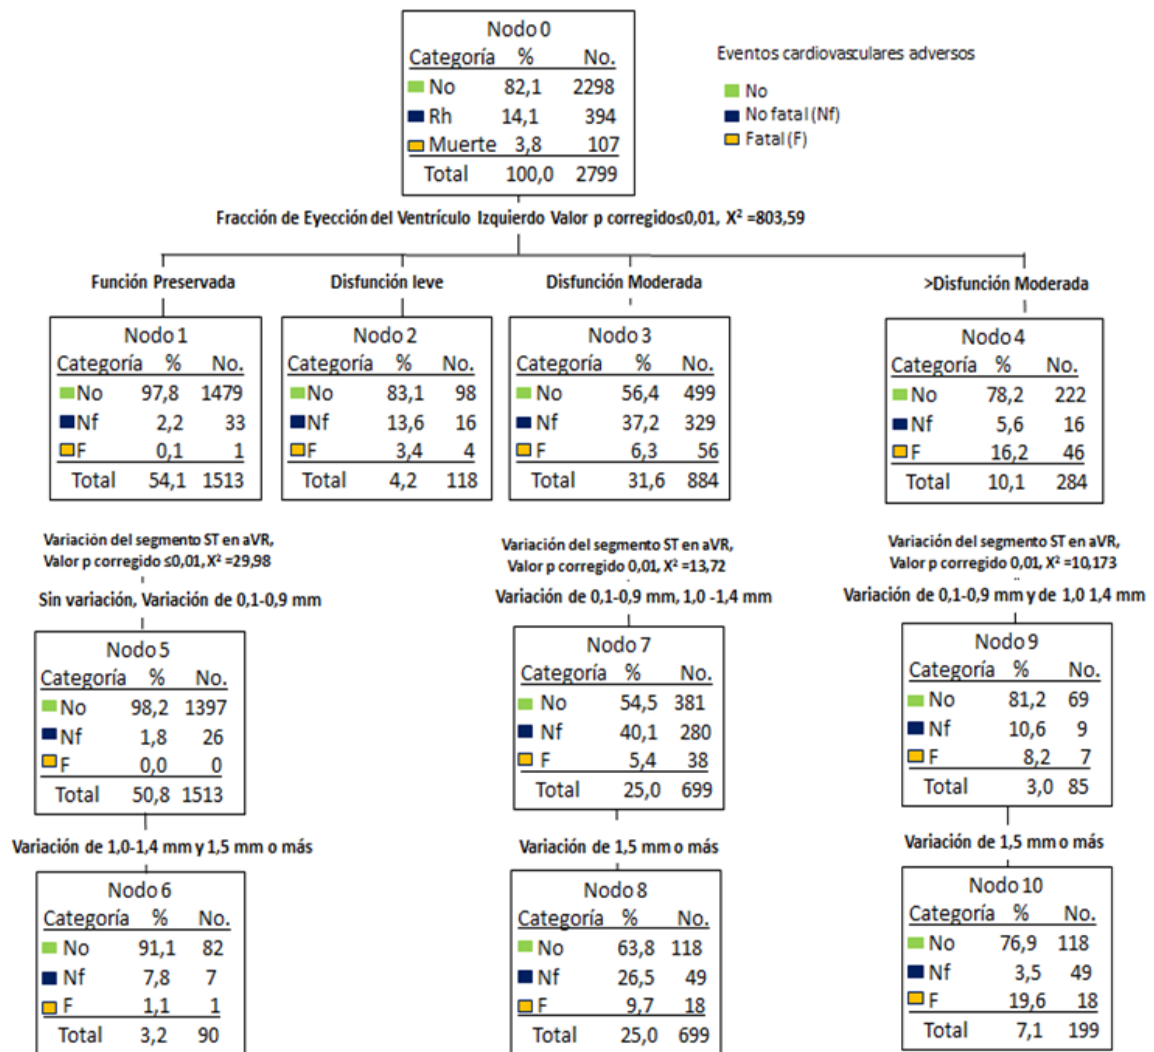 Nodo 0
Categoría % No.
No 82,1 2298
Rh 14,1 394
Muerte 3,8 107
Total 100,0 2799
Eventos cardiovasculares adversos
No
No fatal (Nf)
Fatal (F)
Fracción de Eyección del Ventrículo Izquierdo Valor p corregido≤0,01, X² =803,59
Función Preservada
Disfunción leve
Disfunción Moderada
>Disfunción Moderada
Nodo 1
Categoría % No.
No 97,8 1479
Nf 2,2 33
F 0,1 1
Total 54,1 1513
Nodo 2
Categoría % No.
No 83,1 98
Nf 13,6 16
F 3,4 4
Total 4,2 118
Nodo 3
Categoría % No.
No 56,4 499
Nf 37,2 329
F 6,3 56
Total 31,6 884
Nodo 4
Categoría % No.
No 78,2 222
Nf 5,6 16
F 16,2 46
Total 10,1 284
Variación del segmento ST en aVR,
Valor p corregido ≤0,01, X² =29,98
Sin variación, Variación de 0,1-0,9 mm
Variación del segmento ST en aVR,
Valor p corregido 0,01, X² =13,72
Variación de 0,1-0,9 mm, 1,0 -1,4 mm
Variación del segmento ST en aVR,
Valor p corregido 0,01, X² =10,173
Variación de 0,1-0,9 mm y de 1,0 1,4 mm
Nodo 5
Categoría % No.
No 98,2 1397
Nf 1,8 26
F 0,0 0
Total 50,8 1513
Nodo 7
Categoría % No.
No 54,5 381
Nf 40,1 280
F 5,4 38
Total 25,0 699
Nodo 9
Categoría % No.
No 81,2 69
Nf 10,6 9
F 8,2 7
Total 3,0 85
Variación de 1,0-1,4 mm y 1,5 mm o más
Variación de 1,5 mm o más
Variación de 1,5 mm o más
Nodo 6
Categoría % No.
No 91,1 82
Nf 7,8 7
F 1,1 1
Total 3,2 90
Nodo 8
Categoría % No.
No 63,8 118
Nf 26,5 49
F 9,7 18
Total 25,0 699
Nodo 10
Categoría % No.
No 76,9 118
Nf 3,5 49
F 19,6 18
Total 7,1 199